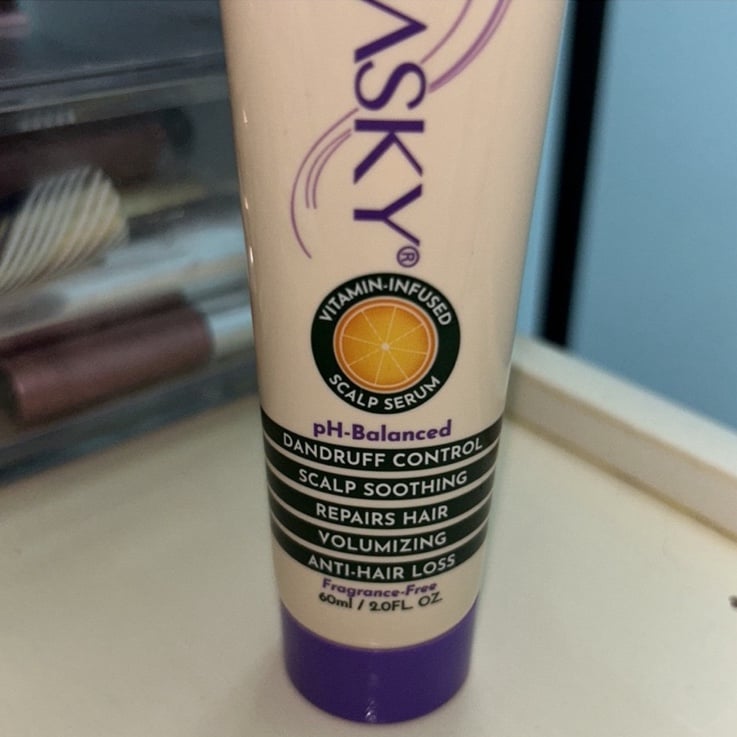 ASKY®
VITAMIN-INFUSED
SCALP SERUM
pH-Balanced
DANDRUFF CONTROL
SCALP SOOTHING
REPAIRS HAIR
VOLUMIZING
ANTI-HAIR LOSS
Fragrance-Free
60ml / 2.0FL. OZ.